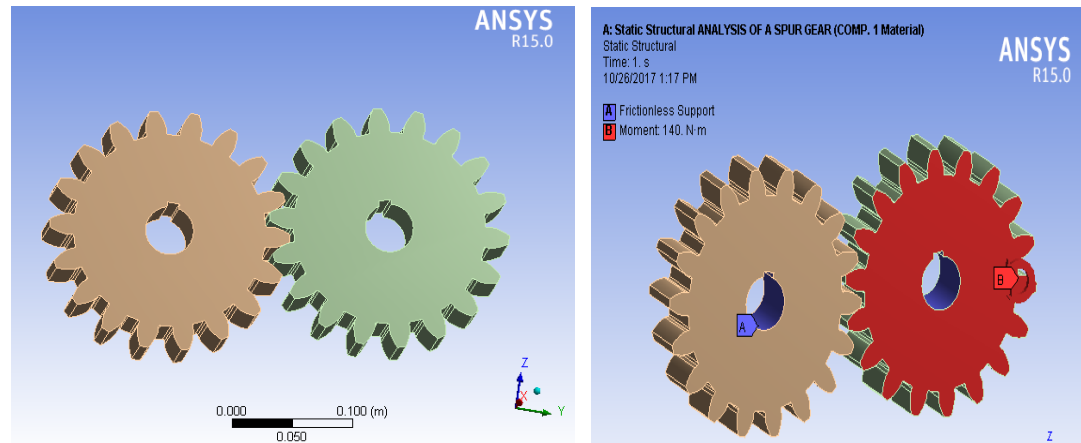 ANSYS
R15.0
0.000
0.100 (m)
0.050
Z
X
Y
A: Static Structural ANALYSIS OF A SPUR GEAR (COMP. 1 Material)
Static Structural
Time: 1. s
10/26/2017 1:17 PM
A Frictionless Support
B Moment: 140. N·m
ANSYS
R15.0
A
B
Z